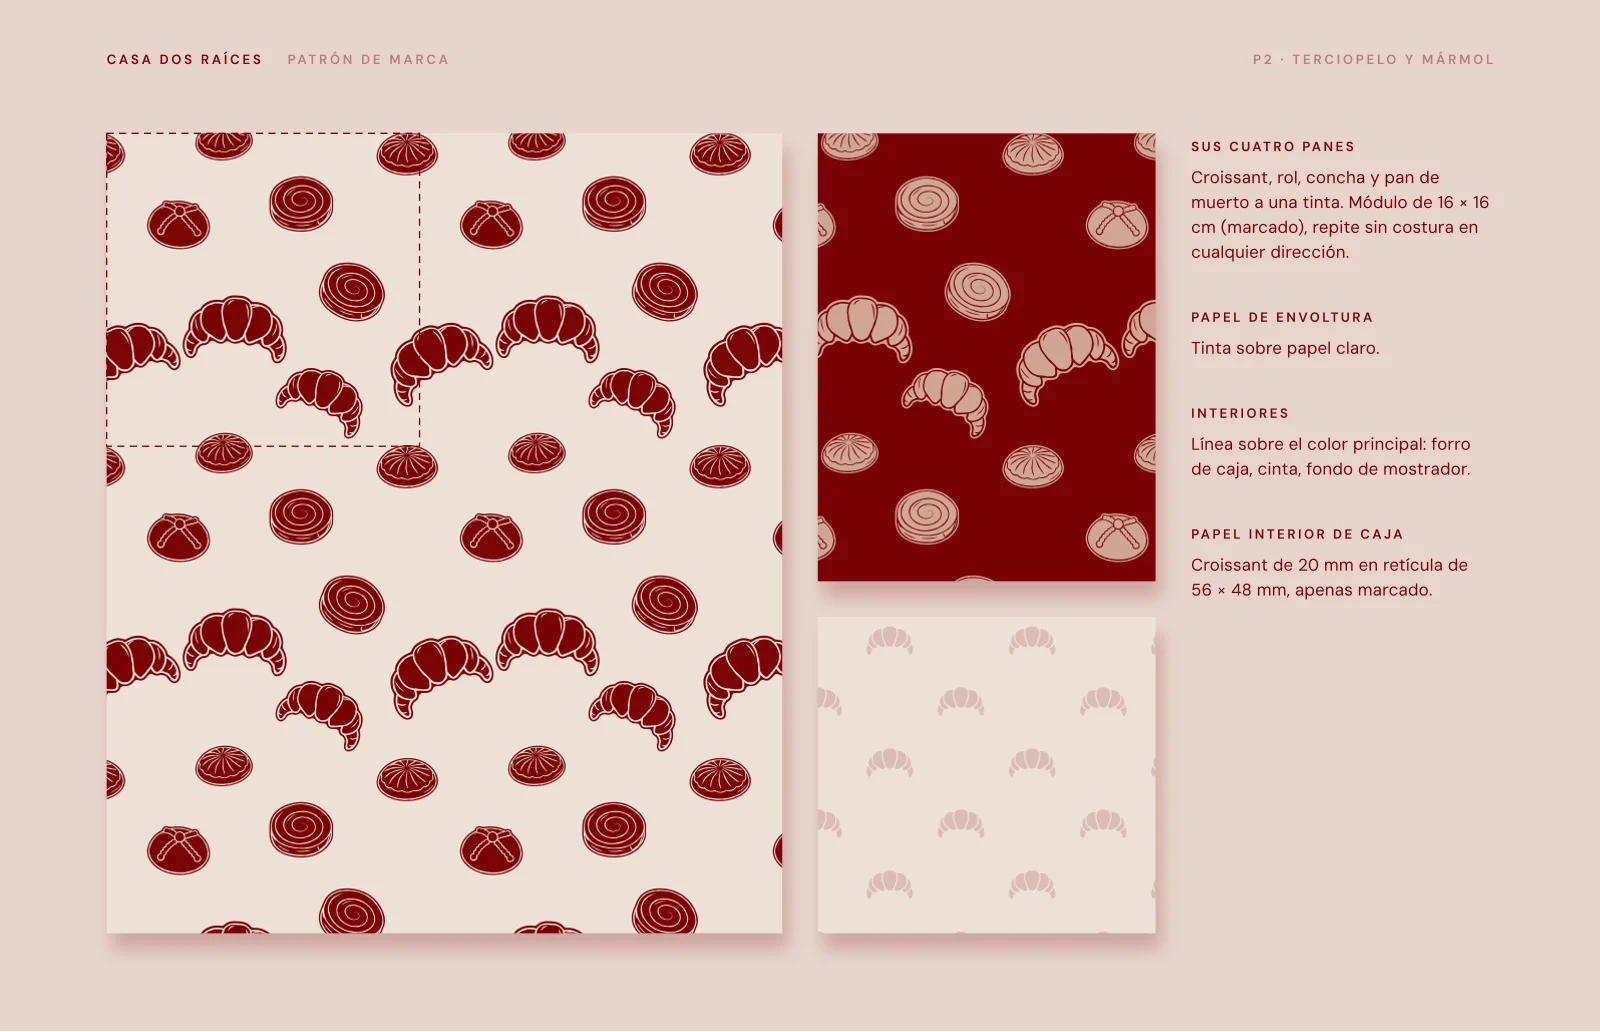 CASA DOS RAÍCES PATRÓN DE MARCA
P2 · TERCIOPELO Y MÁRMOL
SUS CUATRO PANES
Croissant, rol, concha y pan de
muerto a una tinta. Módulo de 16 × 16
cm (marcado), repite sin costura en
cualquier dirección.
PAPEL DE ENVOLTURA
Tinta sobre papel claro.
INTERIORES
Línea sobre el color principal: forro
de caja, cinta, fondo de mostrador.
PAPEL INTERIOR DE CAJA
Croissant de 20 mm en retícula de
56 × 48 mm, apenas marcado.